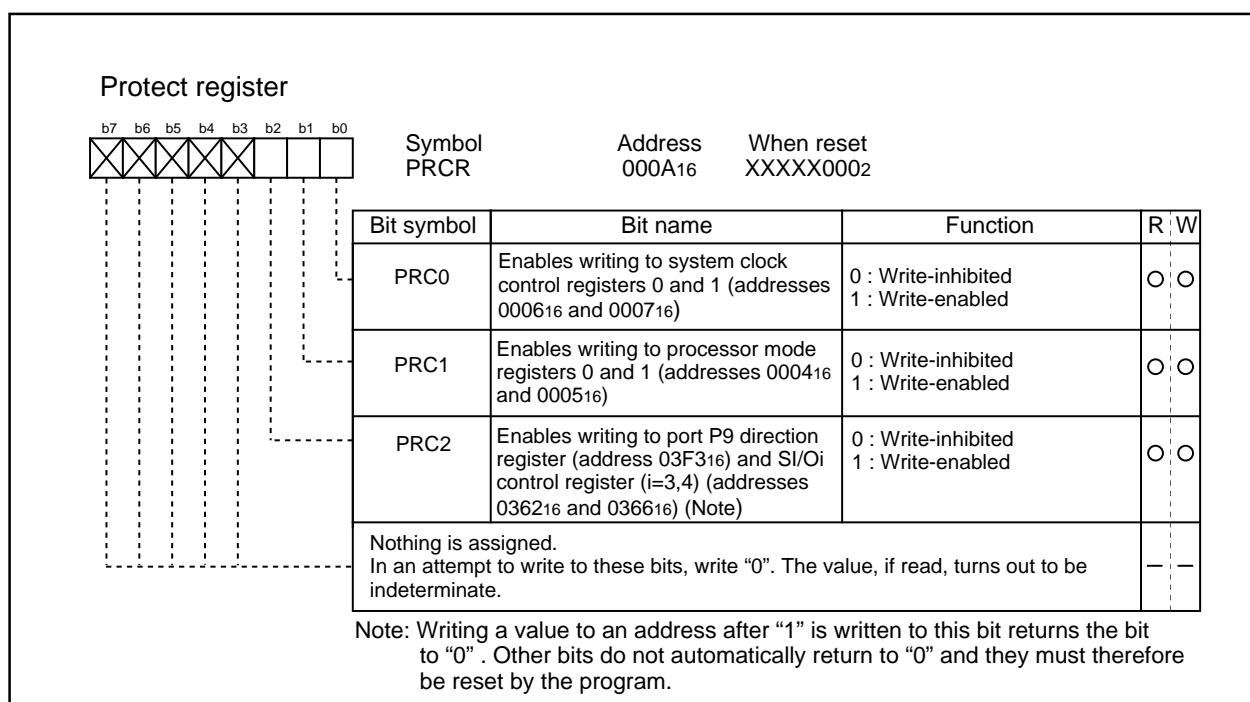 Protect register
b7 b6 b5 b4 b3 b2 b1 b0
Symbol Address When reset
PRCR 000A16 XXXXX0002
Bit symbol Bit name Function R W
PRC0
Enables writing to system clock
control registers 0 and 1 (addresses
000616 and 000716)
0 : Write-inhibited
1 : Write-enabled
PRC1
Enables writing to processor mode
registers 0 and 1 (addresses 000416
and 000516)
0 : Write-inhibited
1 : Write-enabled
PRC2
Enables writing to port P9 direction
register (address 03F316) and SI/Oi
control register (i=3,4) (addresses
036216 and 036616) (Note)
0 : Write-inhibited
1 : Write-enabled
Nothing is assigned.
In an attempt to write to these bits, write “0”. The value, if read, turns out to be
indeterminate.
Note: Writing a value to an address after “1” is written to this bit returns the bit
to “0” . Other bits do not automatically return to “0” and they must therefore
be reset by the program.